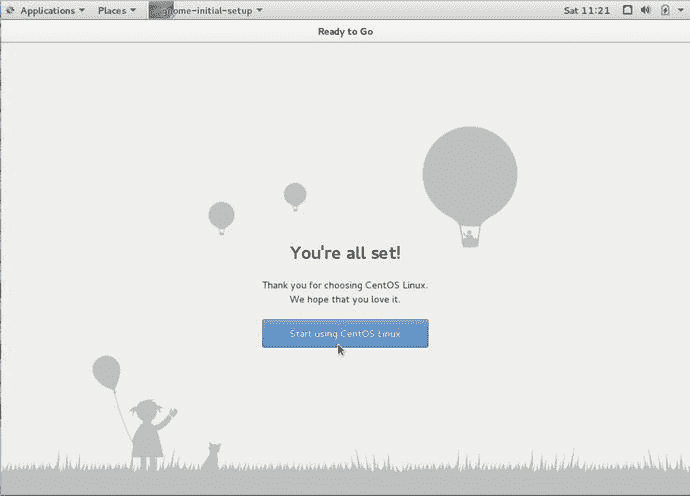 Applications Places gnome-initial-setup Sat 11:21
Ready to Go
You're all set!
Thank you for choosing CentOS Linux.
We hope that you love it.
Start using CentOS Linux